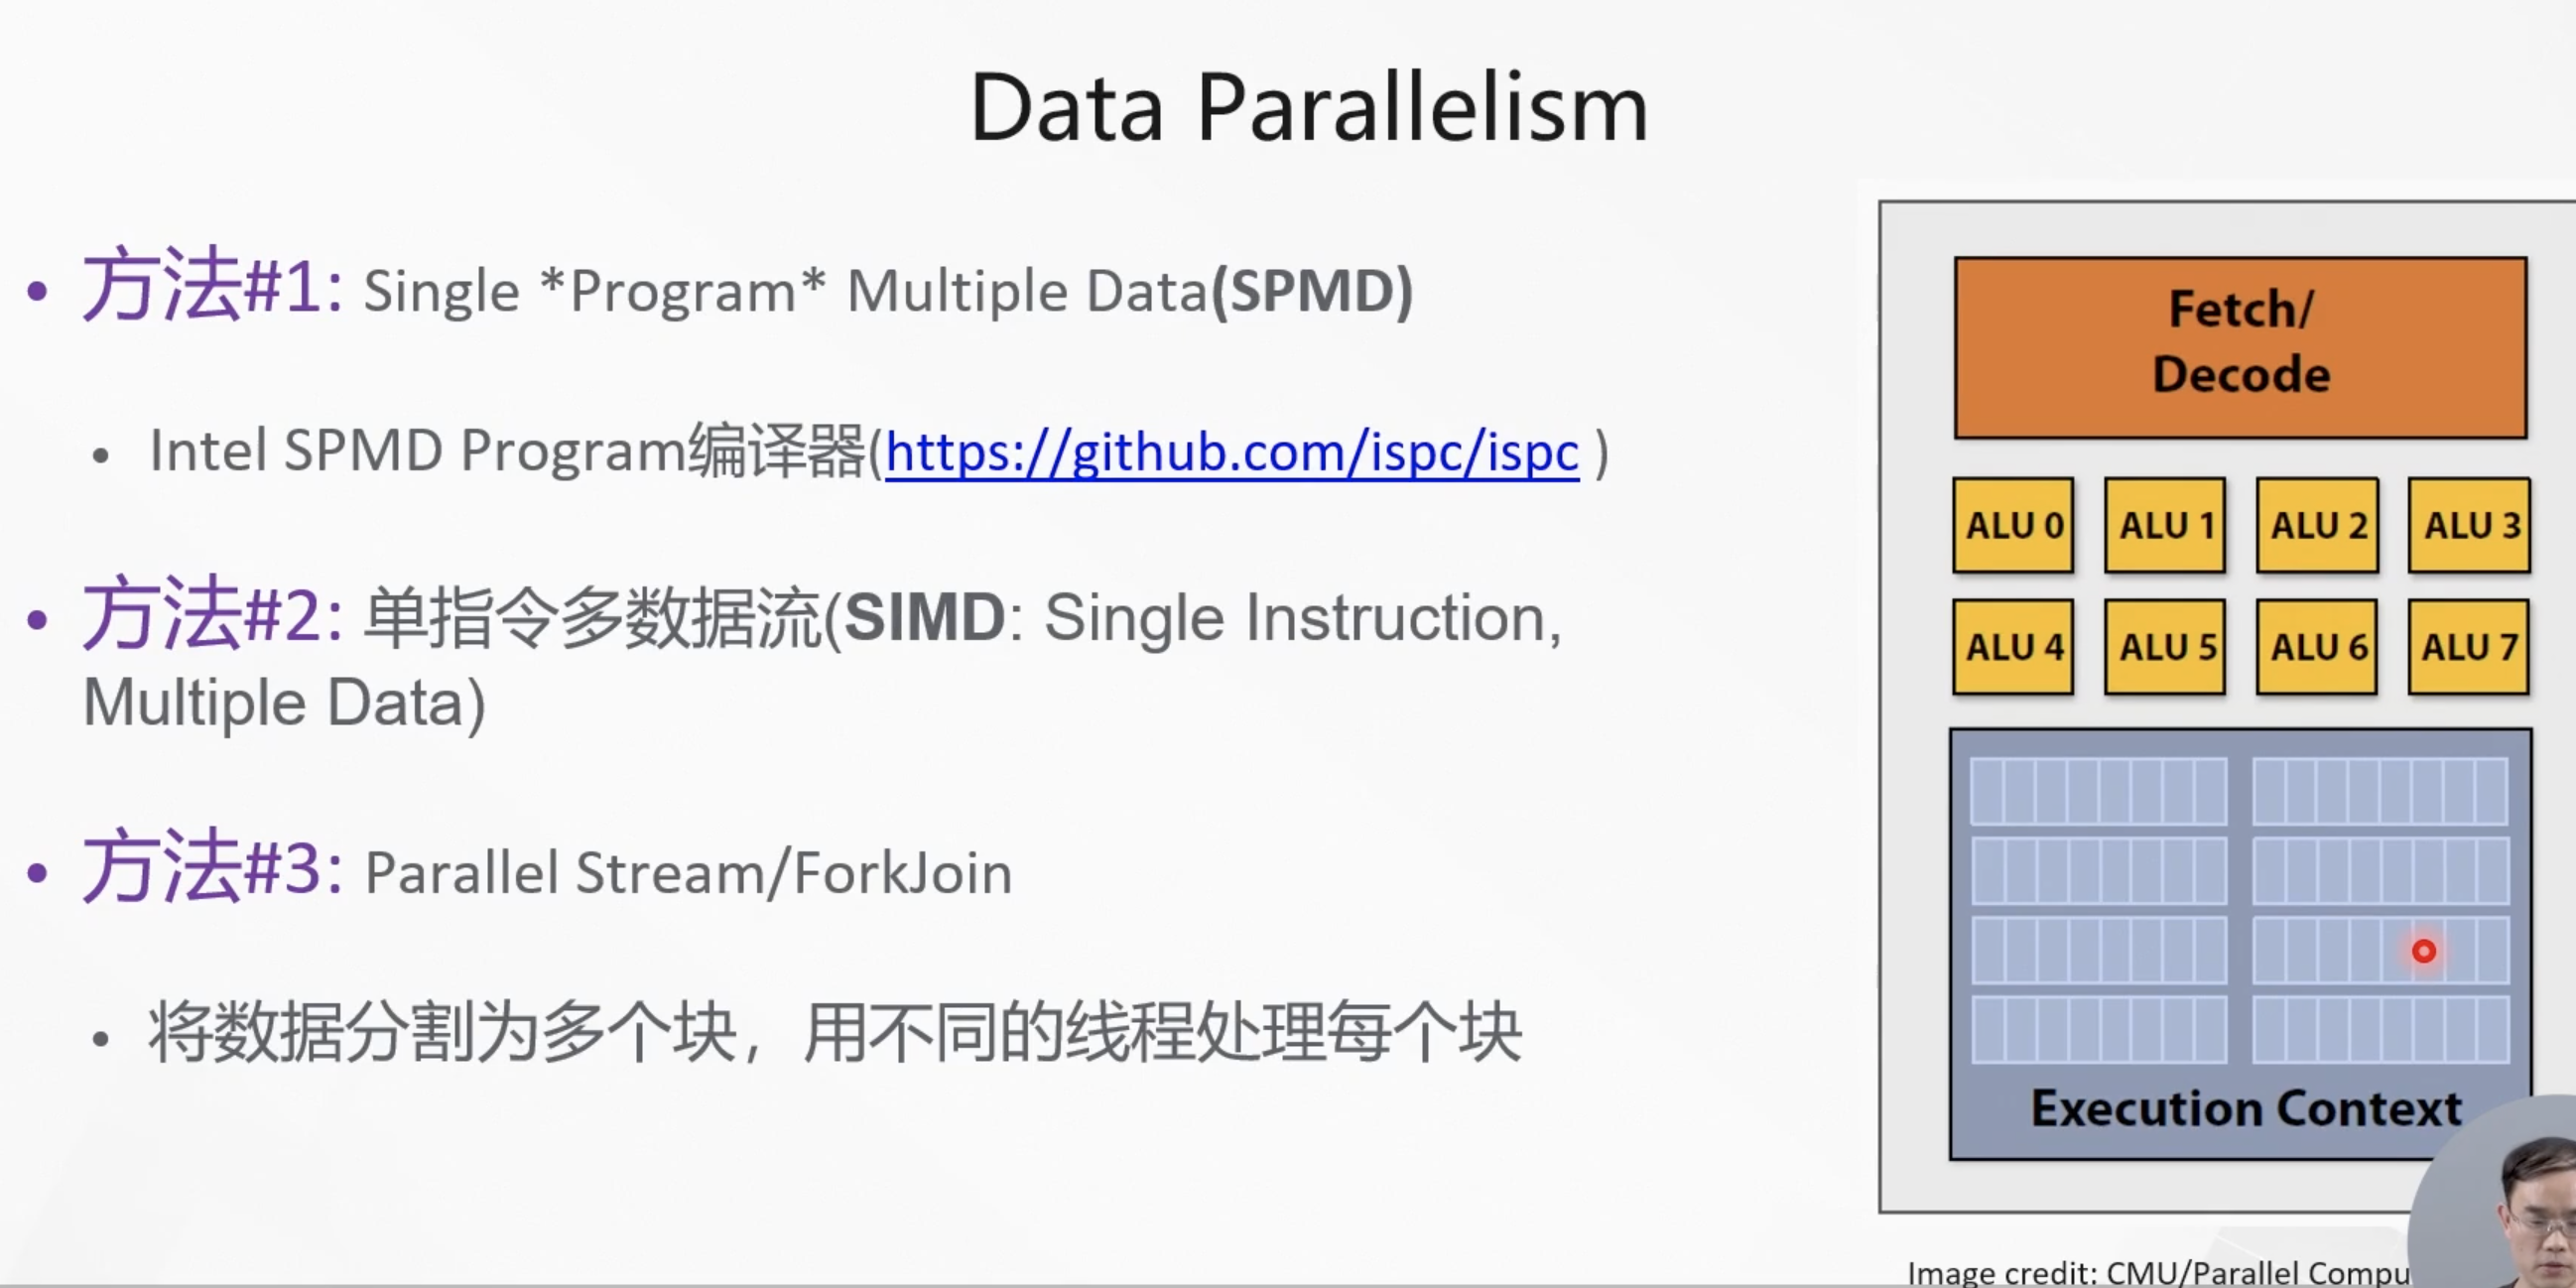 Data Parallelism
• 方法#1: Single *Program* Multiple Data(SPMD)
• Intel SPMD Program编译器(https://github.com/ispc/ispc )
• 方法#2: 单指令多数据流(SIMD: Single Instruction,
Multiple Data)
• 方法#3: Parallel Stream/ForkJoin
• 将数据分割为多个块，用不同的线程处理每个块
Fetch/
Decode
ALU 0 ALU 1 ALU 2 ALU 3
ALU 4 ALU 5 ALU 6 ALU 7
Execution Context
Image credit: CMU/Parallel